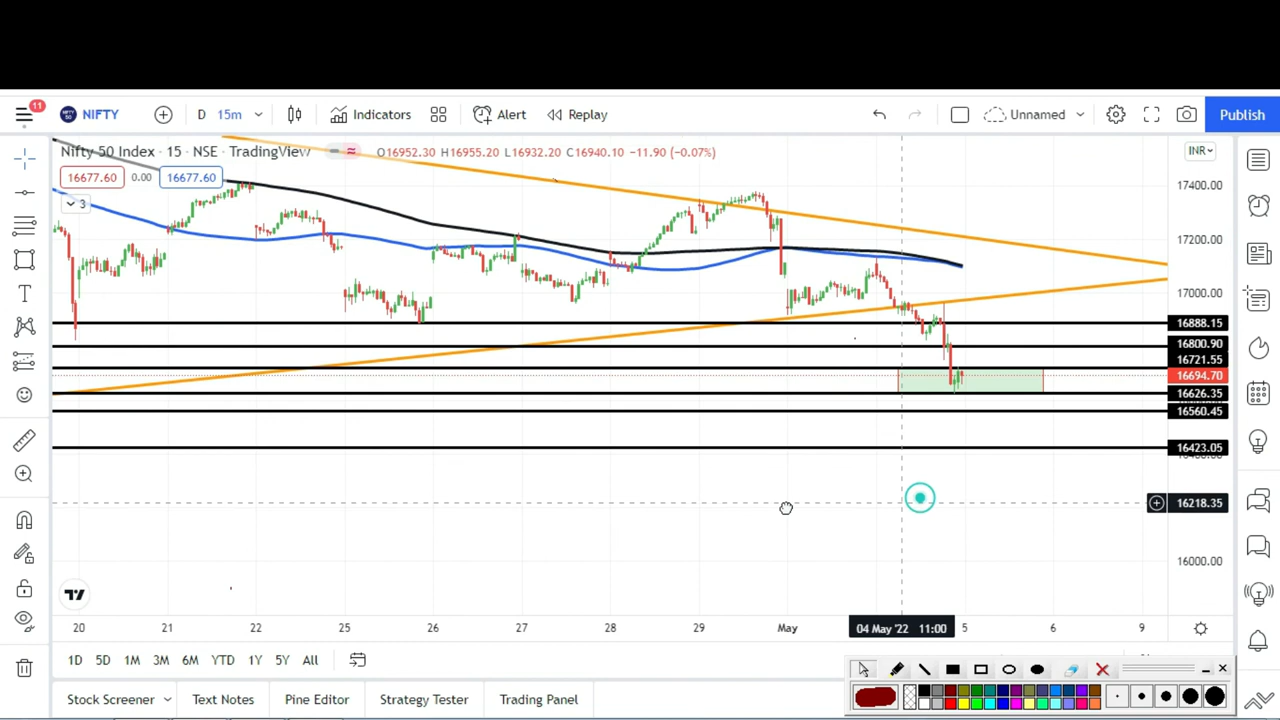 11
NIFTY
D 15m
Indicators
Alert
Replay
Unnamed
Publish
Nifty 50 Index · 15 · NSE · TradingView
O16952.30 H16955.20 L16932.20 C16940.10 −11.90 (−0.07%)
INR
16677.60 0.00 16677.60
3
17400.00
17200.00
17000.00
16888.15
16800.90
16721.55
16694.70
16626.35
16560.45
16423.05
16218.35
16000.00
20 21 22 25 26 27 28 29 May 04 May '22 11:00 5 6 9
1D 5D 1M 3M 6M YTD 1Y 5Y All
Stock Screener Text Notes Pine Editor Strategy Tester Trading Panel